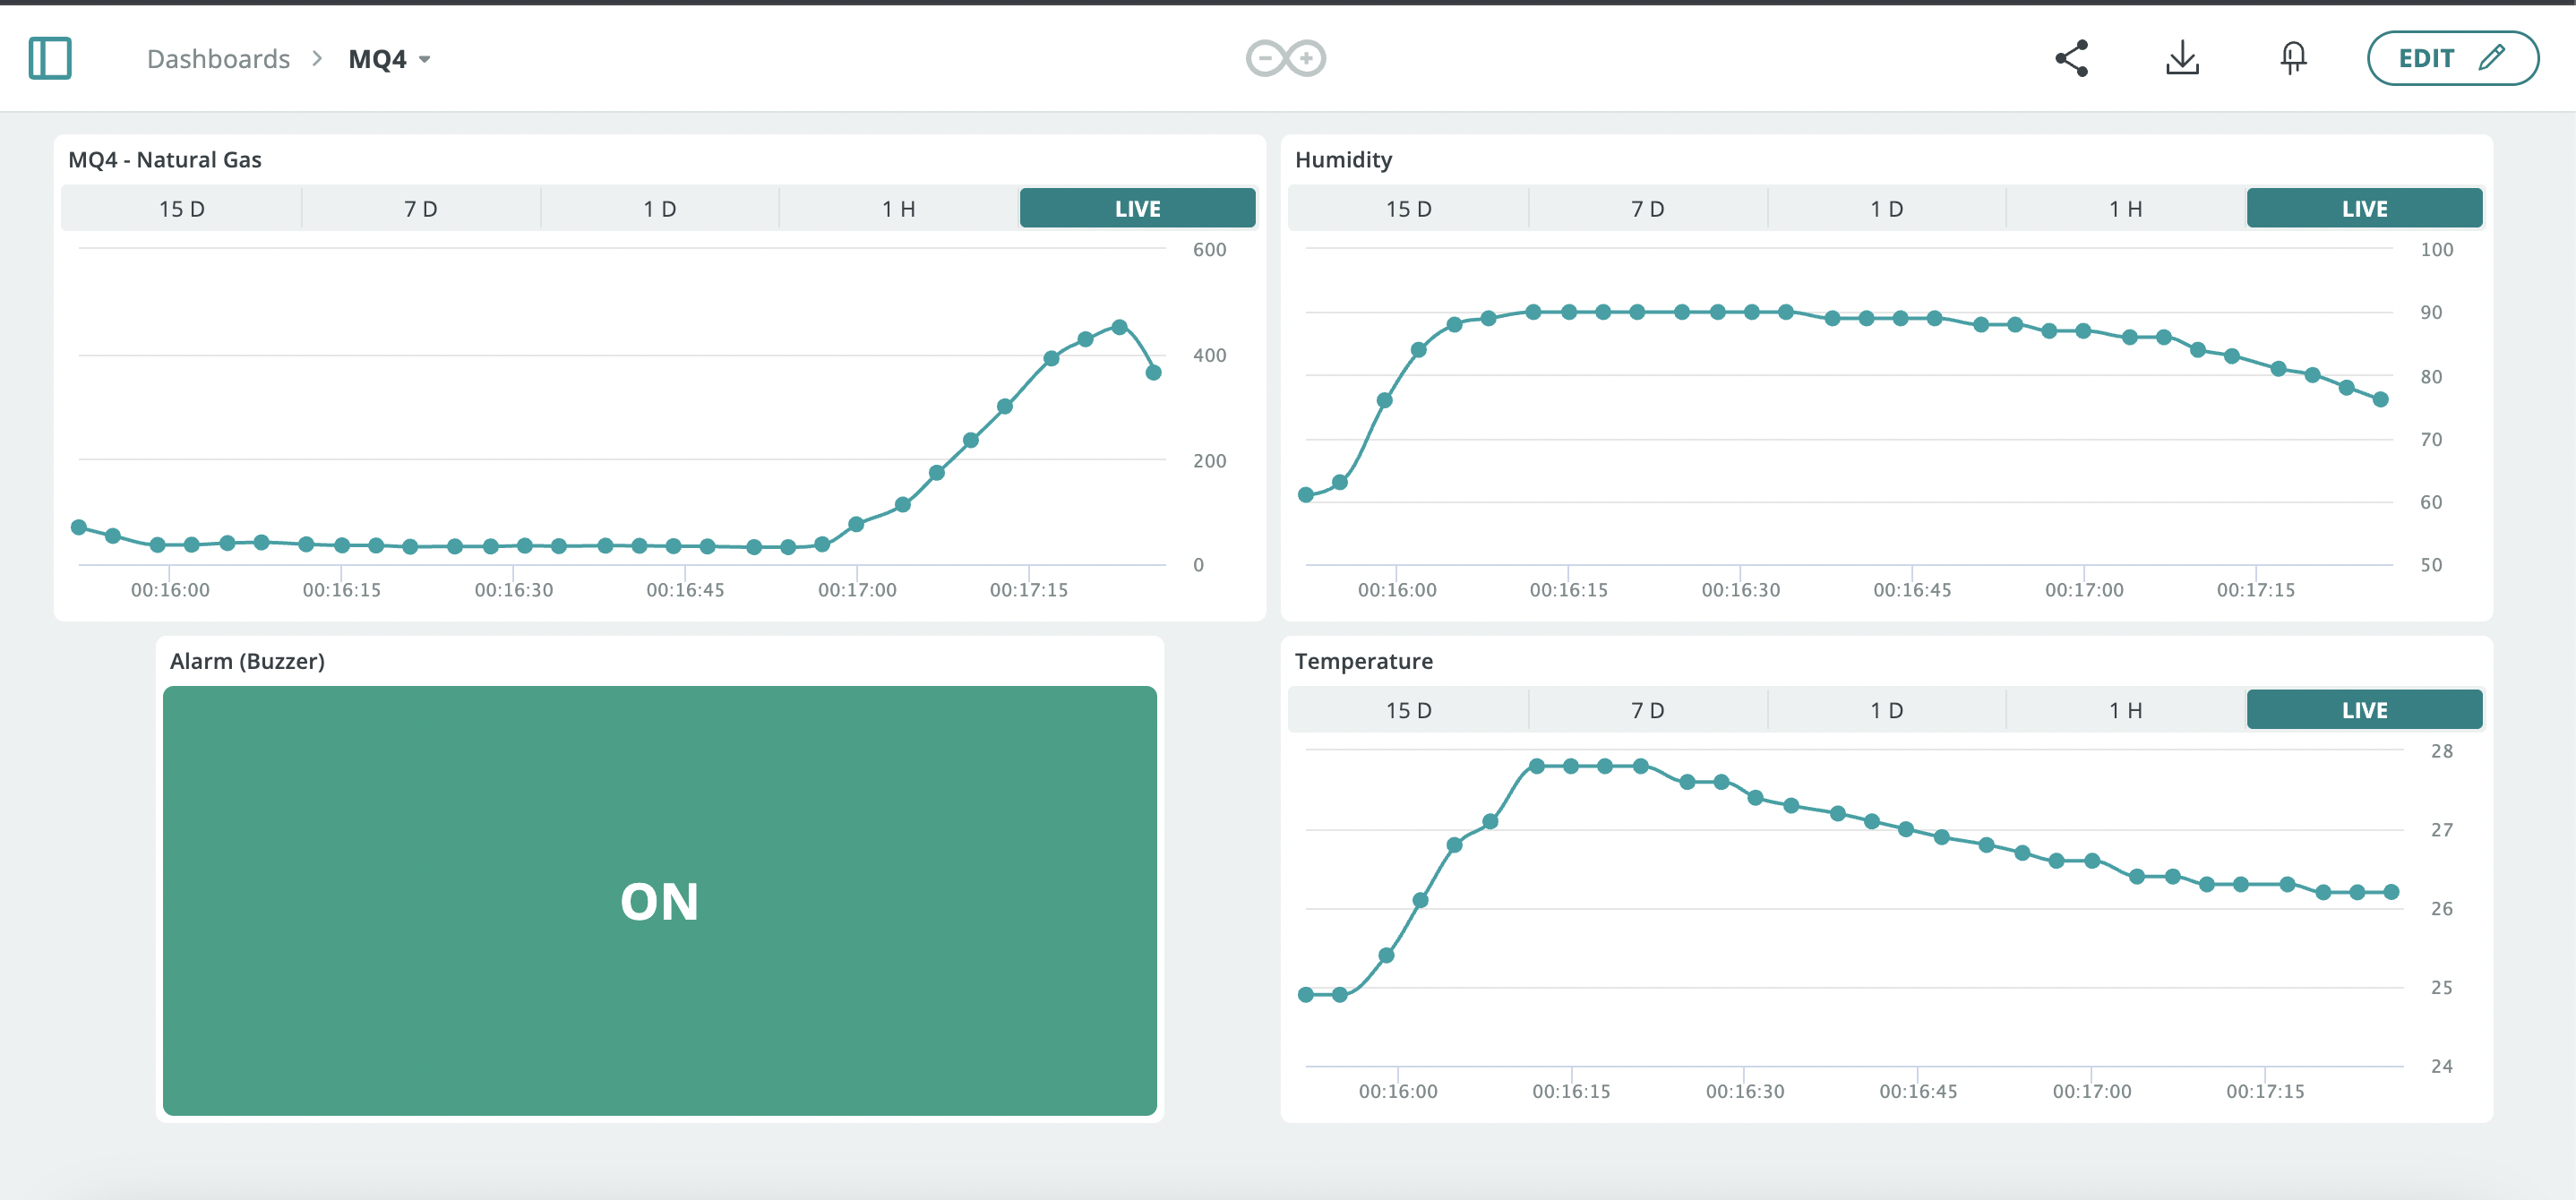 Dashboards > MQ4
EDIT
MQ4 - Natural Gas
15 D 7 D 1 D 1 H LIVE
600
400
200
0
00:16:00 00:16:15 00:16:30 00:16:45 00:17:00 00:17:15
Humidity
15 D 7 D 1 D 1 H LIVE
100
90
80
70
60
50
00:16:00 00:16:15 00:16:30 00:16:45 00:17:00 00:17:15
Alarm (Buzzer)
ON
Temperature
15 D 7 D 1 D 1 H LIVE
28
27
26
25
24
00:16:00 00:16:15 00:16:30 00:16:45 00:17:00 00:17:15